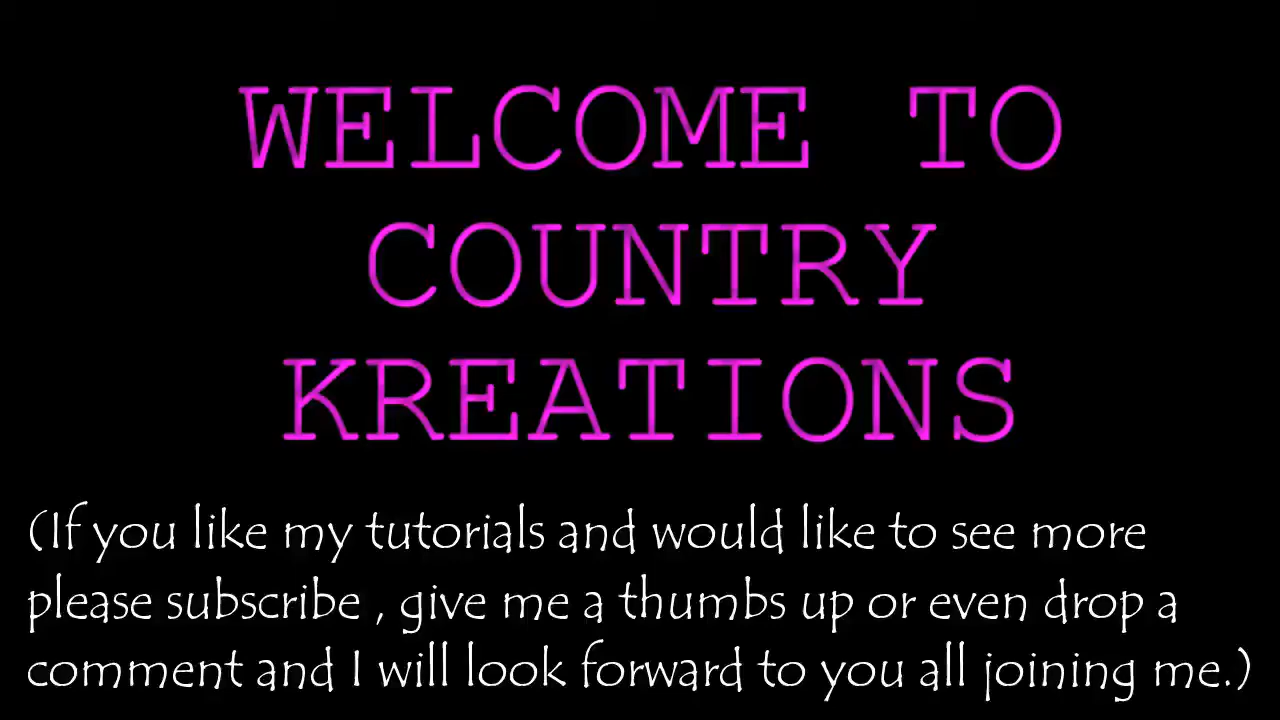 WELCOME TO
COUNTRY
KREATIONS
(If you like my tutorials and would like to see more
please subscribe , give me a thumbs up or even drop a
comment and I will look forward to you all joining me.)